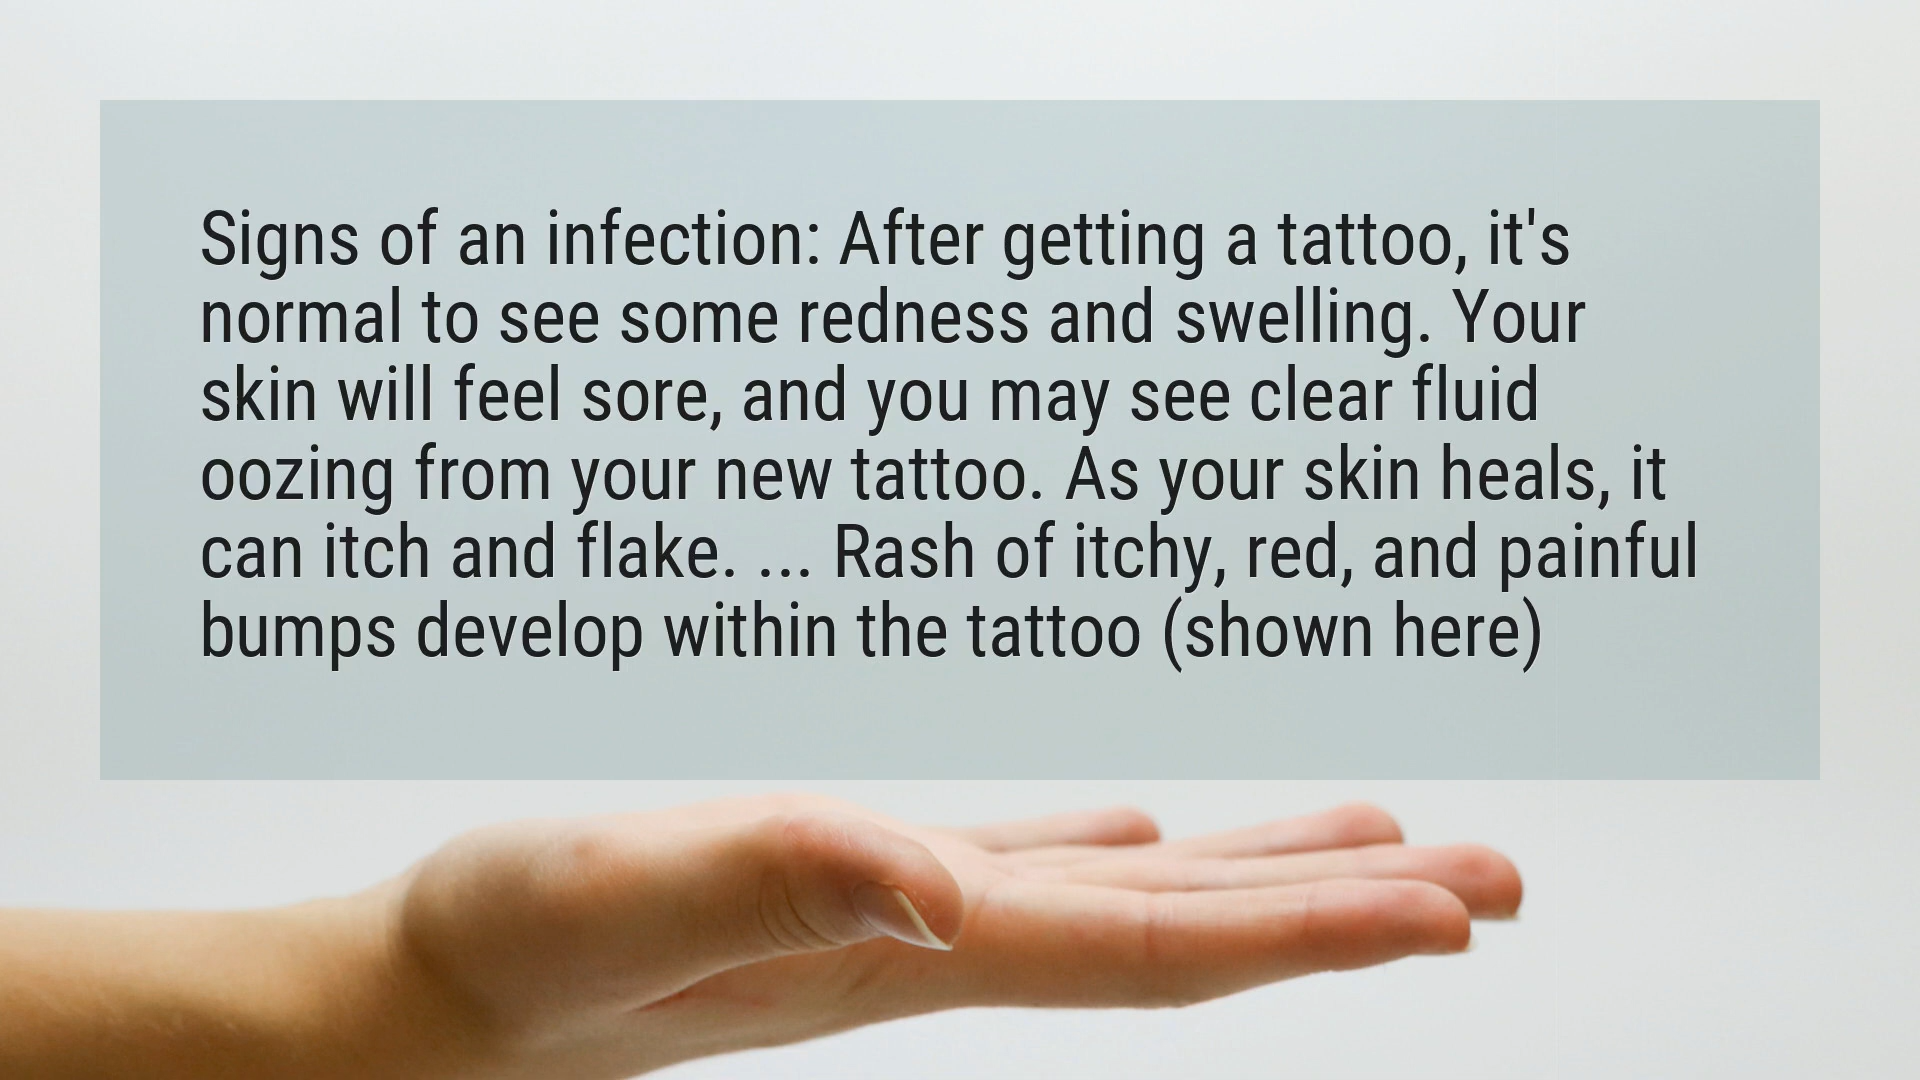 Signs of an infection: After getting a tattoo, it's
normal to see some redness and swelling. Your
skin will feel sore, and you may see clear fluid
oozing from your new tattoo. As your skin heals, it
can itch and flake. ... Rash of itchy, red, and painful
bumps develop within the tattoo (shown here)